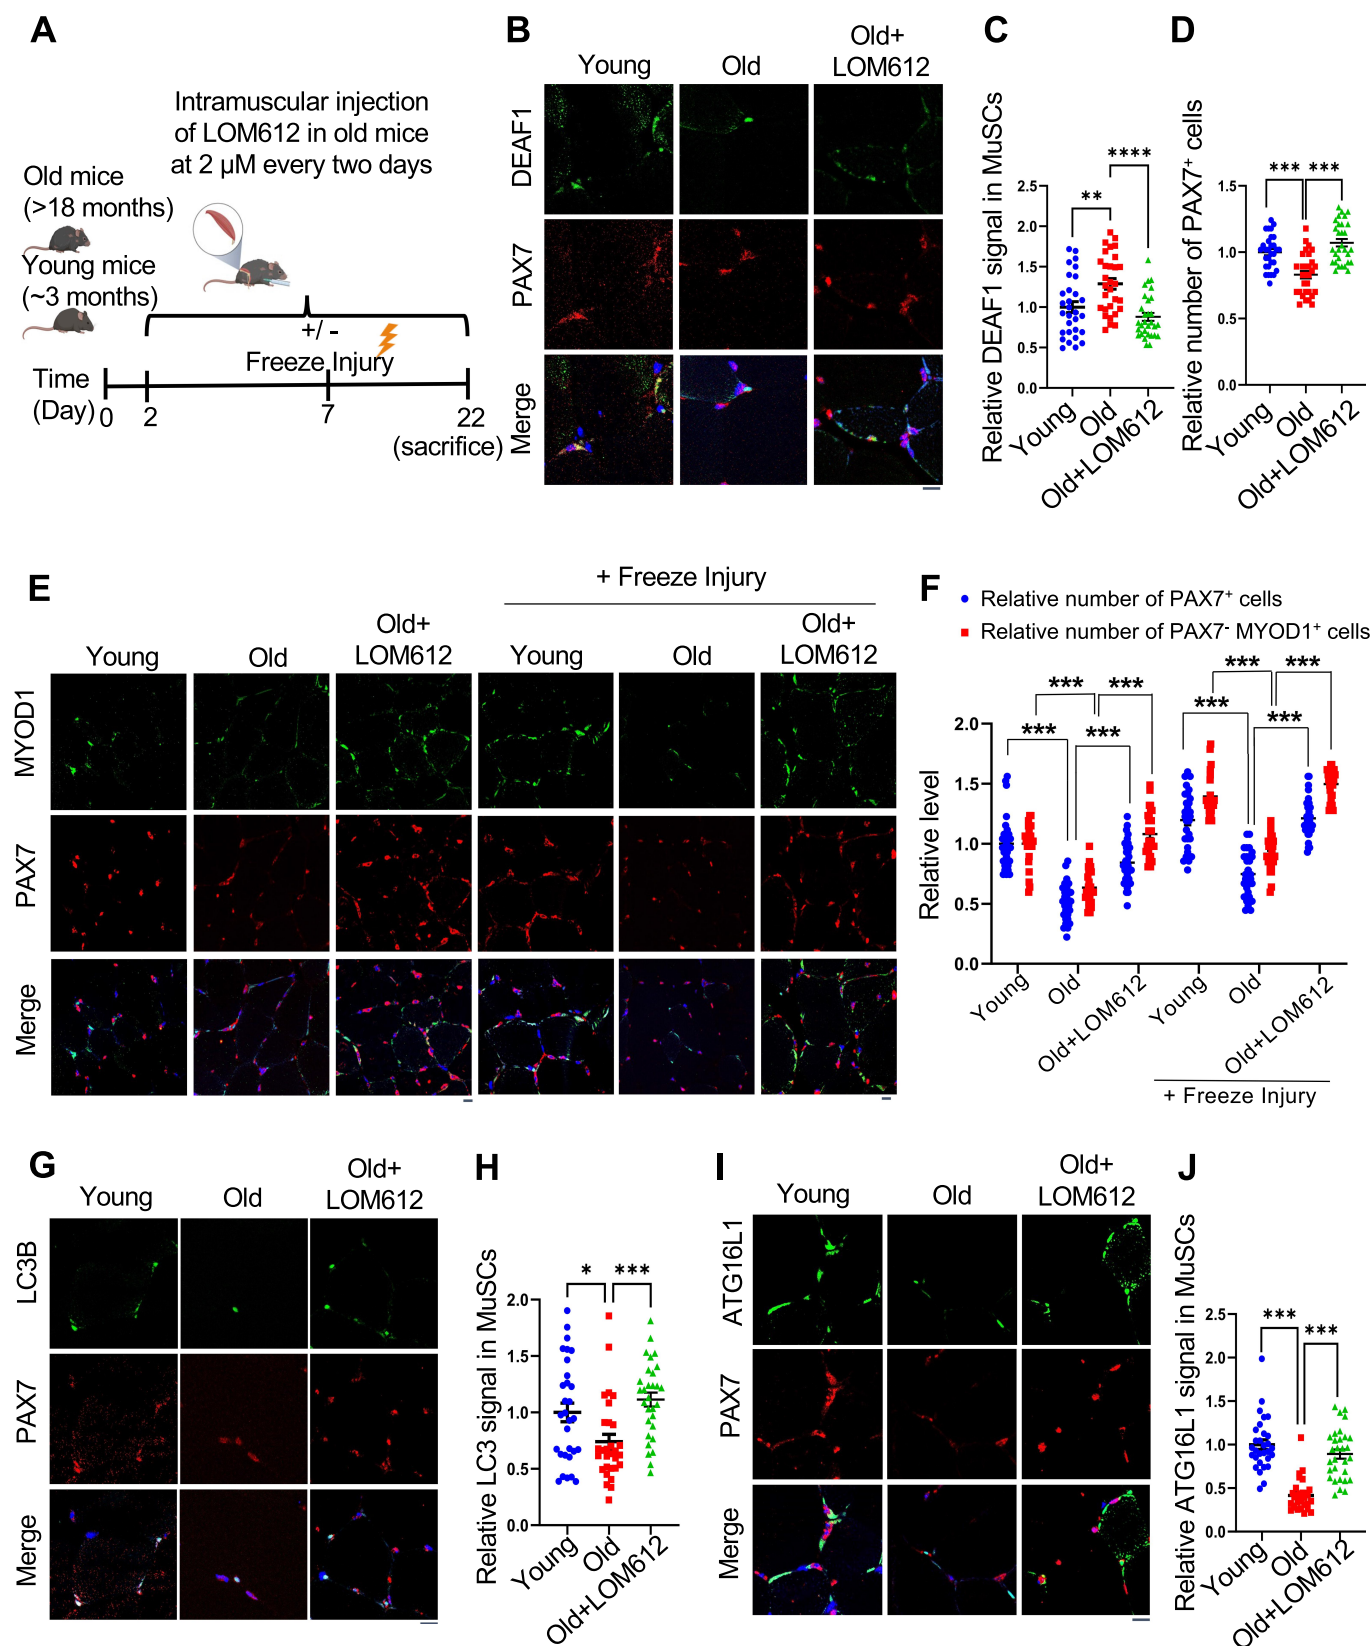 A
Intramuscular injection
of LOM612 in old mice
at 2 µM every two days
Old mice
(>18 months)
Young mice
(~3 months)
+/ -
Freeze Injury
Time
(Day)
0 2 7 22
(sacrifice)
B
Young Old Old+
LOM612
DEAF1
PAX7
Merge
C
Relative DEAF1 signal in MuSCs
** ****
2.5
2.0
1.5
1.0
0.5
0.0
Young
Old
Old+LOM612
D
Relative number of PAX7+ cells
*** ***
1.5
1.0
0.5
0.0
Young
Old
Old+LOM612
E
+ Freeze Injury
Young Old Old+
LOM612 Young Old Old+
LOM612
MYOD1
PAX7
Merge
F
Relative number of PAX7+ cells
Relative number of PAX7- MYOD1+ cells
*** ***
*** ***
*** ***
*** ***
Relative level
2.0
1.5
1.0
0.5
0.0
Young
Old
Old+LOM612
Young
Old
Old+LOM612
+ Freeze Injury
G
Young Old Old+
LOM612
LC3B
PAX7
Merge
H
Relative LC3 signal in MuSCs
* ***
2.0
1.5
1.0
0.5
0.0
Young
Old
Old+LOM612
I
Young Old Old+
LOM612
ATG16L1
PAX7
Merge
J
Relative ATG16L1 signal in MuSCs
*** ***
2.5
2.0
1.5
1.0
0.5
0.0
Young
Old
Old+LOM612